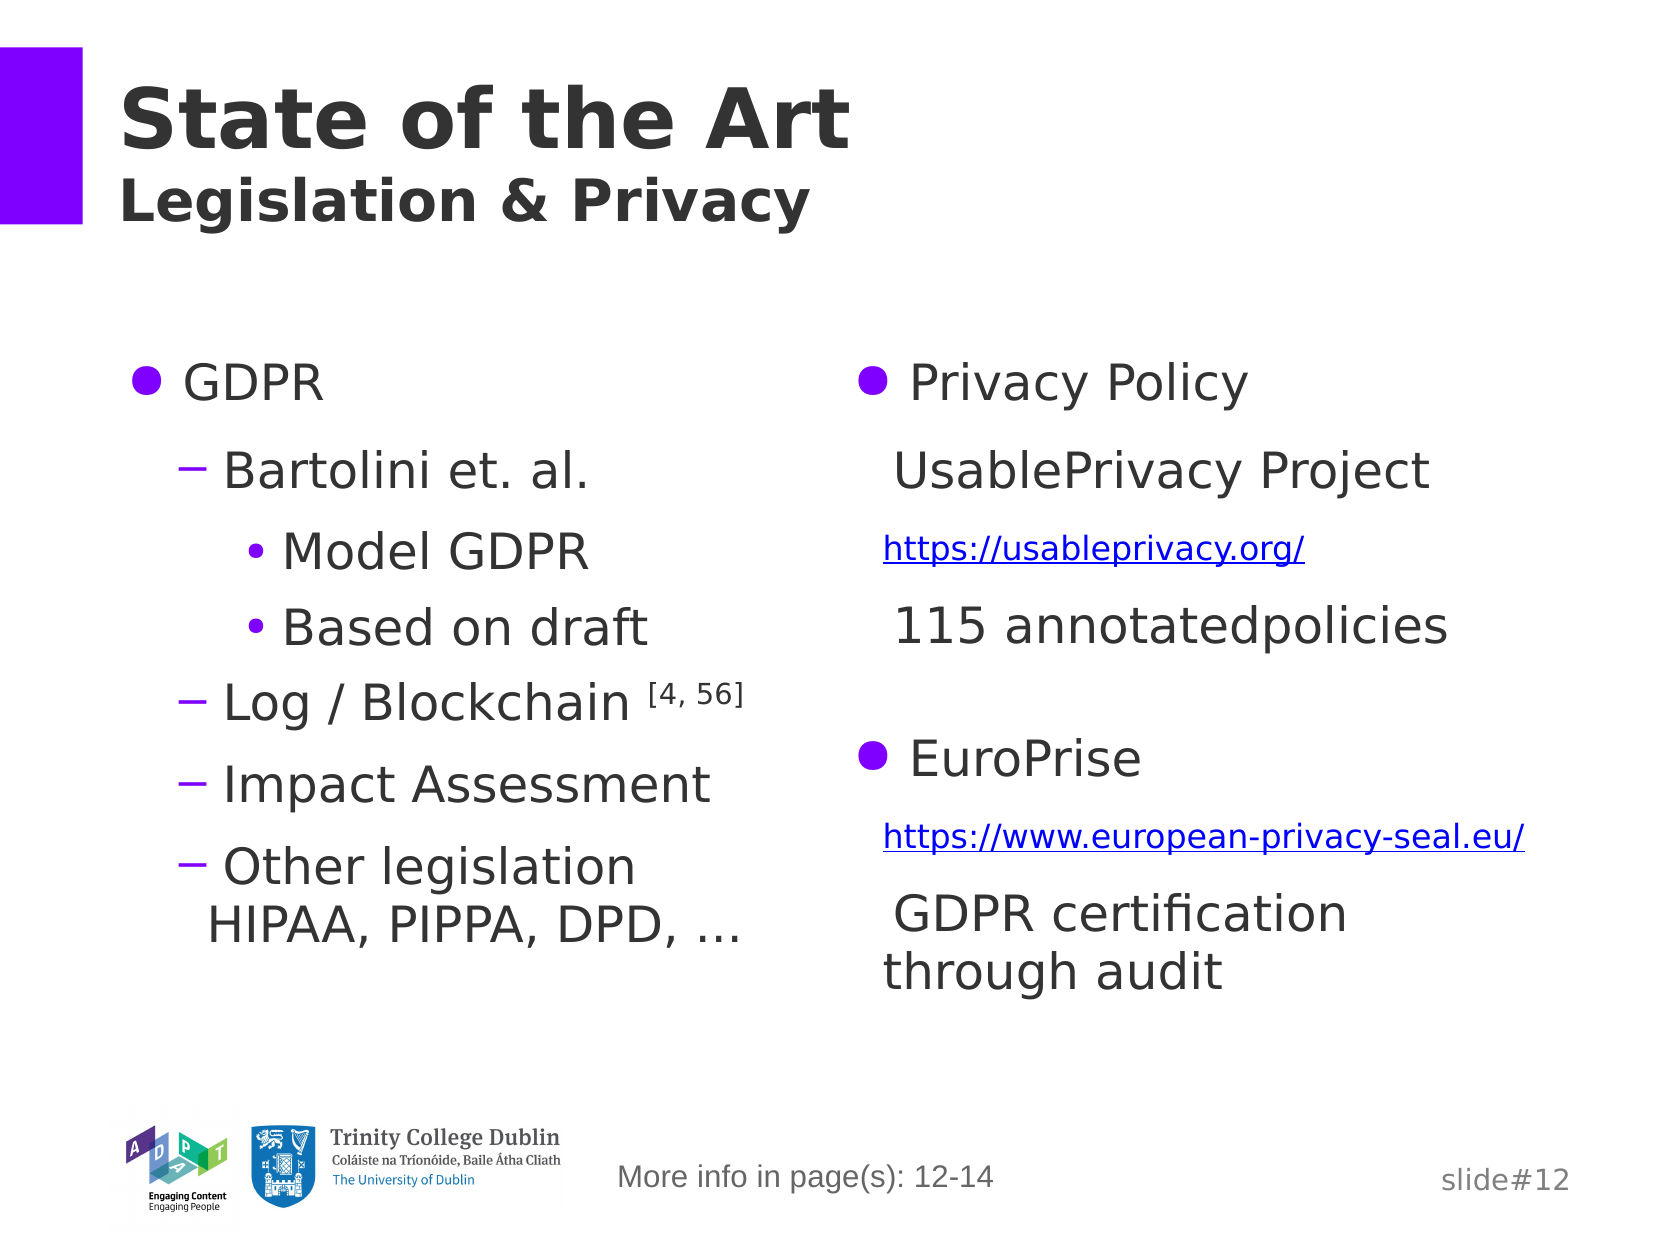 State of the Art
Legislation & Privacy
● GDPR
– Bartolini et. al.
• Model GDPR
• Based on draft
– Log / Blockchain [4, 56]
– Impact Assessment
– Other legislation
HIPAA, PIPPA, DPD, ...
● Privacy Policy
UsablePrivacy Project
https://usableprivacy.org/
115 annotatedpolicies
● EuroPrise
https://www.european-privacy-seal.eu/
GDPR certification
through audit
ADAPT
Engaging Content
Engaging People
Trinity College Dublin
Coláiste na Tríonóide, Baile Átha Cliath
The University of Dublin
More info in page(s): 12-14
slide#12